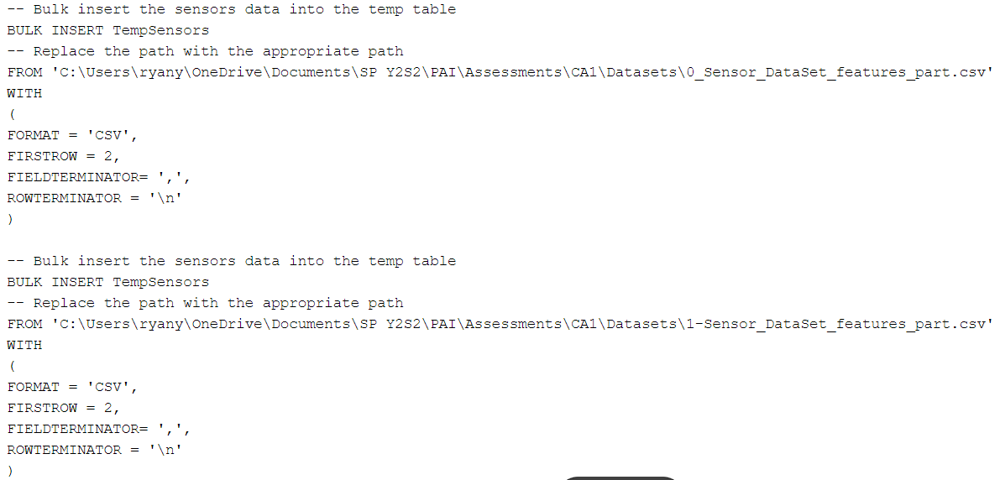 -- Bulk insert the sensors data into the temp table
BULK INSERT TempSensors
-- Replace the path with the appropriate path
FROM 'C:\Users\ryany\OneDrive\Documents\SP Y2S2\PAI\Assessments\CA1\Datasets\0_Sensor_DataSet_features_part.csv'
WITH
(
FORMAT = 'CSV',
FIRSTROW = 2,
FIELDTERMINATOR= ',',
ROWTERMINATOR = '\n'
)
-- Bulk insert the sensors data into the temp table
BULK INSERT TempSensors
-- Replace the path with the appropriate path
FROM 'C:\Users\ryany\OneDrive\Documents\SP Y2S2\PAI\Assessments\CA1\Datasets\1-Sensor_DataSet_features_part.csv'
WITH
(
FORMAT = 'CSV',
FIRSTROW = 2,
FIELDTERMINATOR= ',',
ROWTERMINATOR = '\n'
)